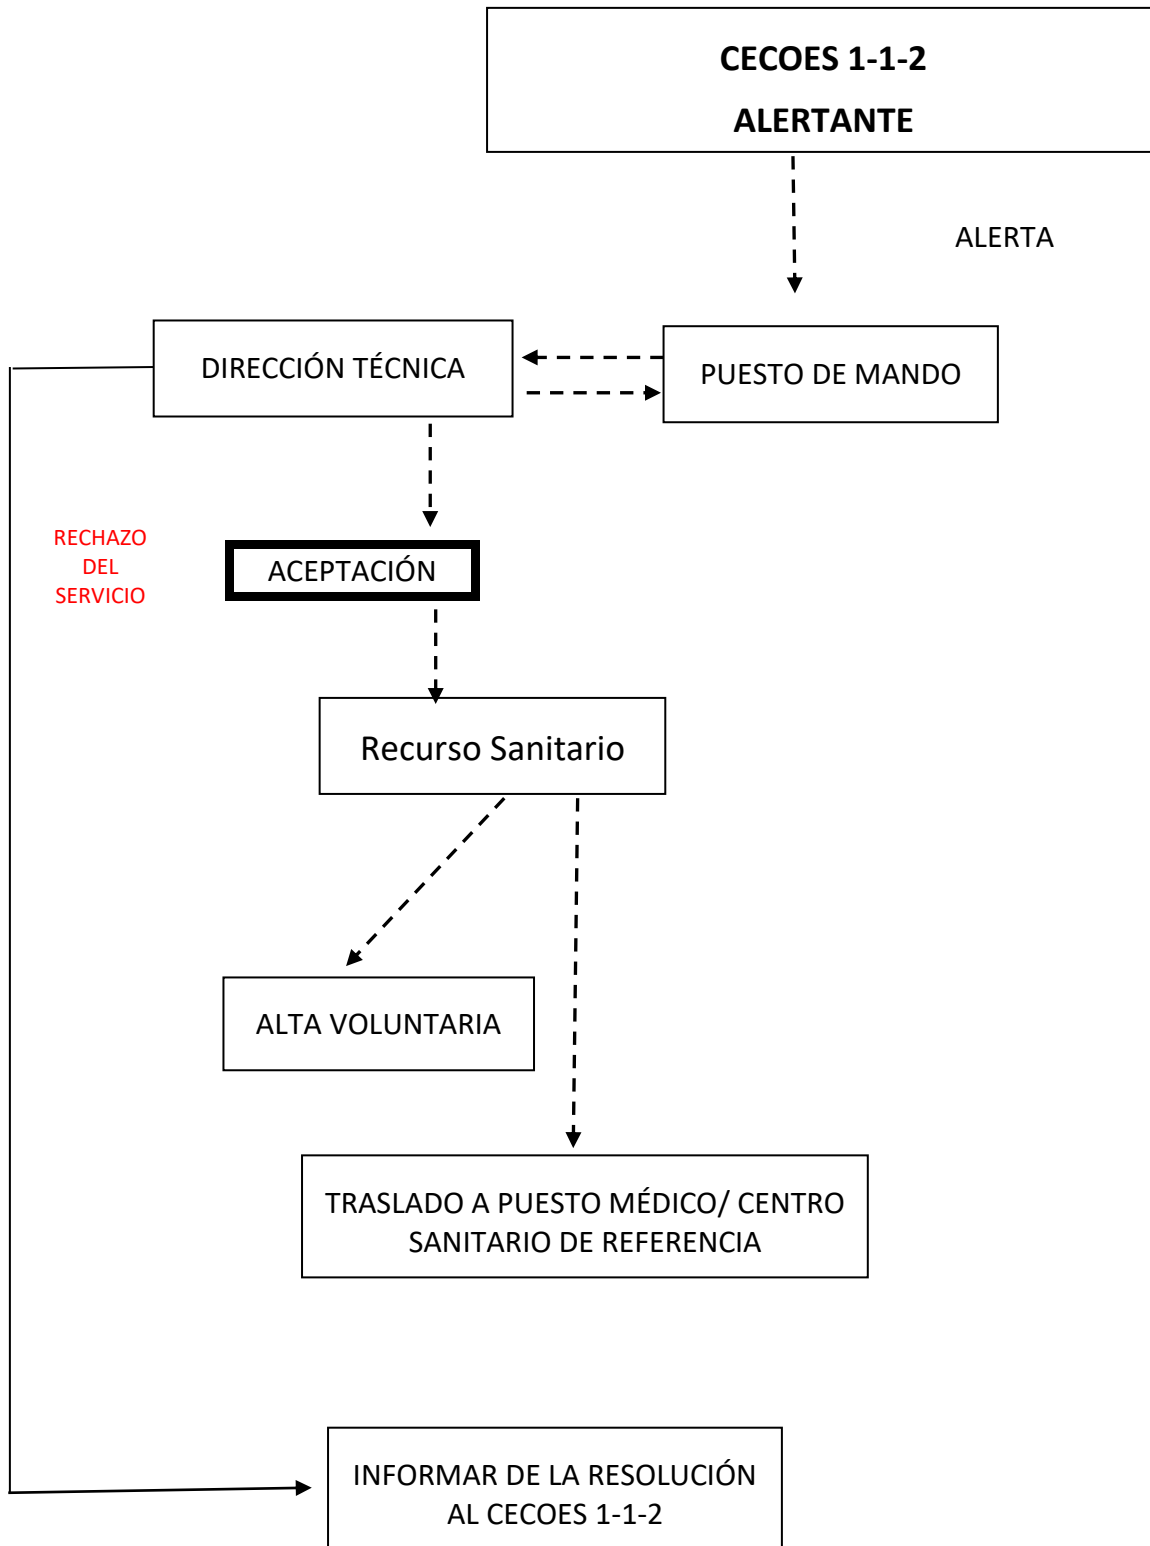 CECOES 1-1-2
ALERTANTE
ALERTA
DIRECCIÓN TÉCNICA
PUESTO DE MANDO
RECHAZO
DEL
SERVICIO
ACEPTACIÓN
Recurso Sanitario
ALTA VOLUNTARIA
TRASLADO A PUESTO MÉDICO/ CENTRO
SANITARIO DE REFERENCIA
INFORMAR DE LA RESOLUCIÓN
AL CECOES 1-1-2